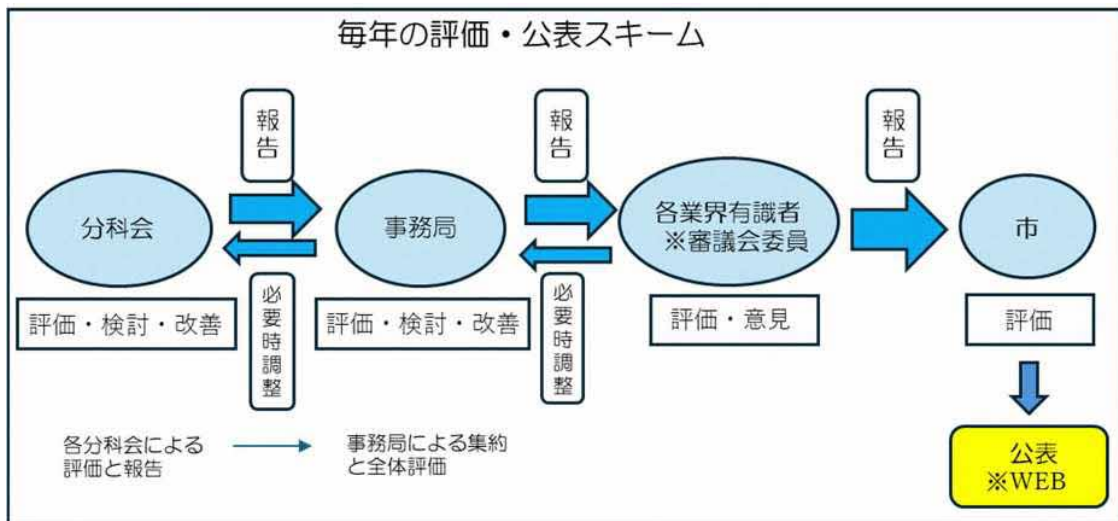 毎年の評価・公表スキーム
報告
報告
報告
分科会
事務局
各業界有識者
※審議会委員
市
評価・検討・改善
必要時調整
評価・検討・改善
必要時調整
評価・意見
評価
各分科会による
評価と報告
事務局による集約
と全体評価
公表
※WEB